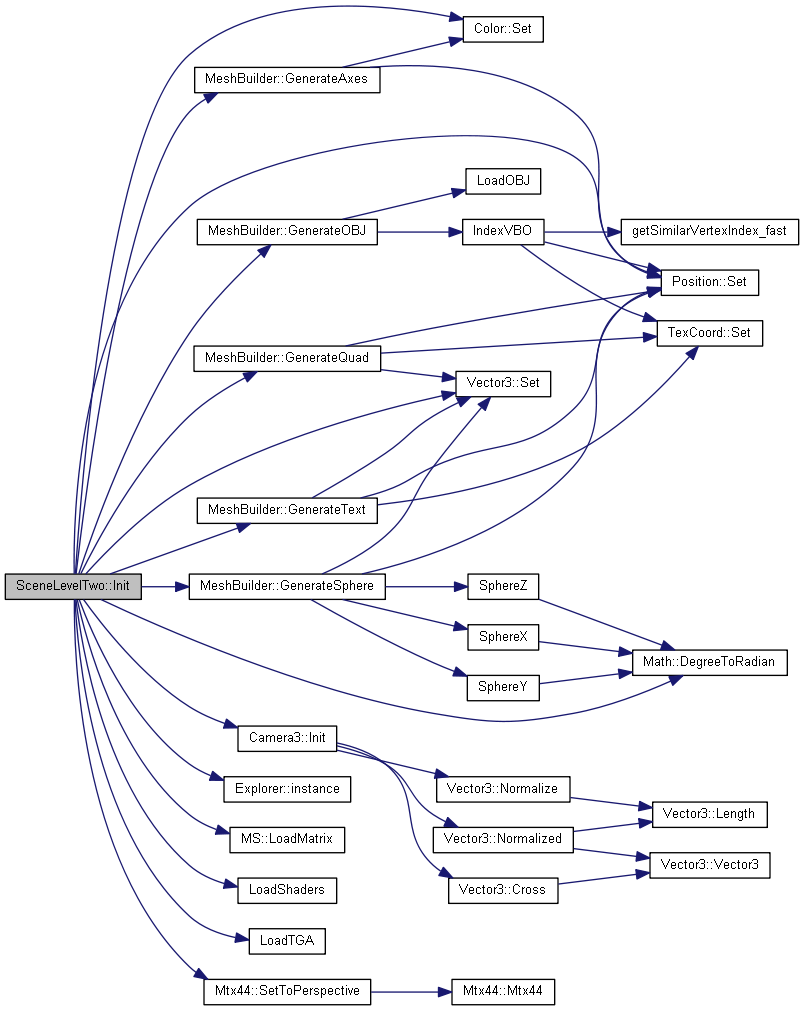 Color::Set
MeshBuilder::GenerateAxes
LoadOBJ
MeshBuilder::GenerateOBJ
IndexVBO
getSimilarVertexIndex_fast
Position::Set
TexCoord::Set
MeshBuilder::GenerateQuad
Vector3::Set
MeshBuilder::GenerateText
SceneLevelTwo::Init
MeshBuilder::GenerateSphere
SphereZ
SphereX
Math::DegreeToRadian
SphereY
Camera3::Init
Explorer::instance
Vector3::Normalize
Vector3::Length
MS::LoadMatrix
Vector3::Normalized
Vector3::Vector3
LoadShaders
Vector3::Cross
LoadTGA
Mtx44::SetToPerspective
Mtx44::Mtx44